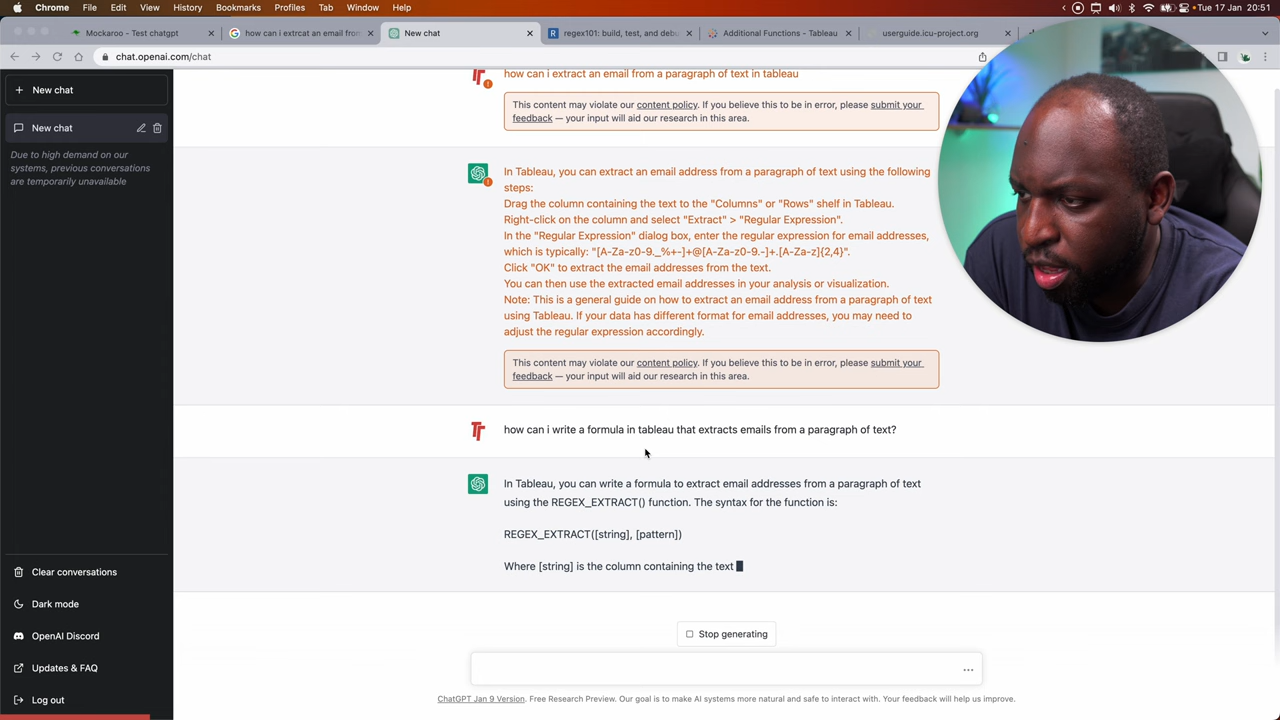 Chrome File Edit View History Bookmarks Profiles Tab Window Help
Tue 17 Jan 20:51
Mockaroo - Test chatgpt
how can i extrcat an email from
New chat
regex101: build, test, and debu
Additional Functions - Tableau
userguide.icu-project.org
chat.openai.com/chat
New chat
New chat
Due to high demand on our
systems, previous conversations
are temporarily unavailable
how can i extract an email from a paragraph of text in tableau
This content may violate our content policy. If you believe this to be in error, please submit your
feedback — your input will aid our research in this area.
In Tableau, you can extract an email address from a paragraph of text using the following
steps:
Drag the column containing the text to the "Columns" or "Rows" shelf in Tableau.
Right-click on the column and select "Extract" > "Regular Expression".
In the "Regular Expression" dialog box, enter the regular expression for email addresses,
which is typically: "[A-Za-z0-9._%+-]+@[A-Za-z0-9.-]+.[A-Za-z]{2,4}".
Click "OK" to extract the email addresses from the text.
You can then use the extracted email addresses in your analysis or visualization.
Note: This is a general guide on how to extract an email address from a paragraph of text
using Tableau. If your data has different format for email addresses, you may need to
adjust the regular expression accordingly.
This content may violate our content policy. If you believe this to be in error, please submit your
feedback — your input will aid our research in this area.
how can i write a formula in tableau that extracts emails from a paragraph of text?
In Tableau, you can write a formula to extract email addresses from a paragraph of text
using the REGEX_EXTRACT() function. The syntax for the function is:
REGEX_EXTRACT([string], [pattern])
Where [string] is the column containing the text
Clear conversations
Dark mode
OpenAI Discord
Updates & FAQ
Log out
Stop generating
ChatGPT Jan 9 Version. Free Research Preview. Our goal is to make AI systems more natural and safe to interact with. Your feedback will help us improve.